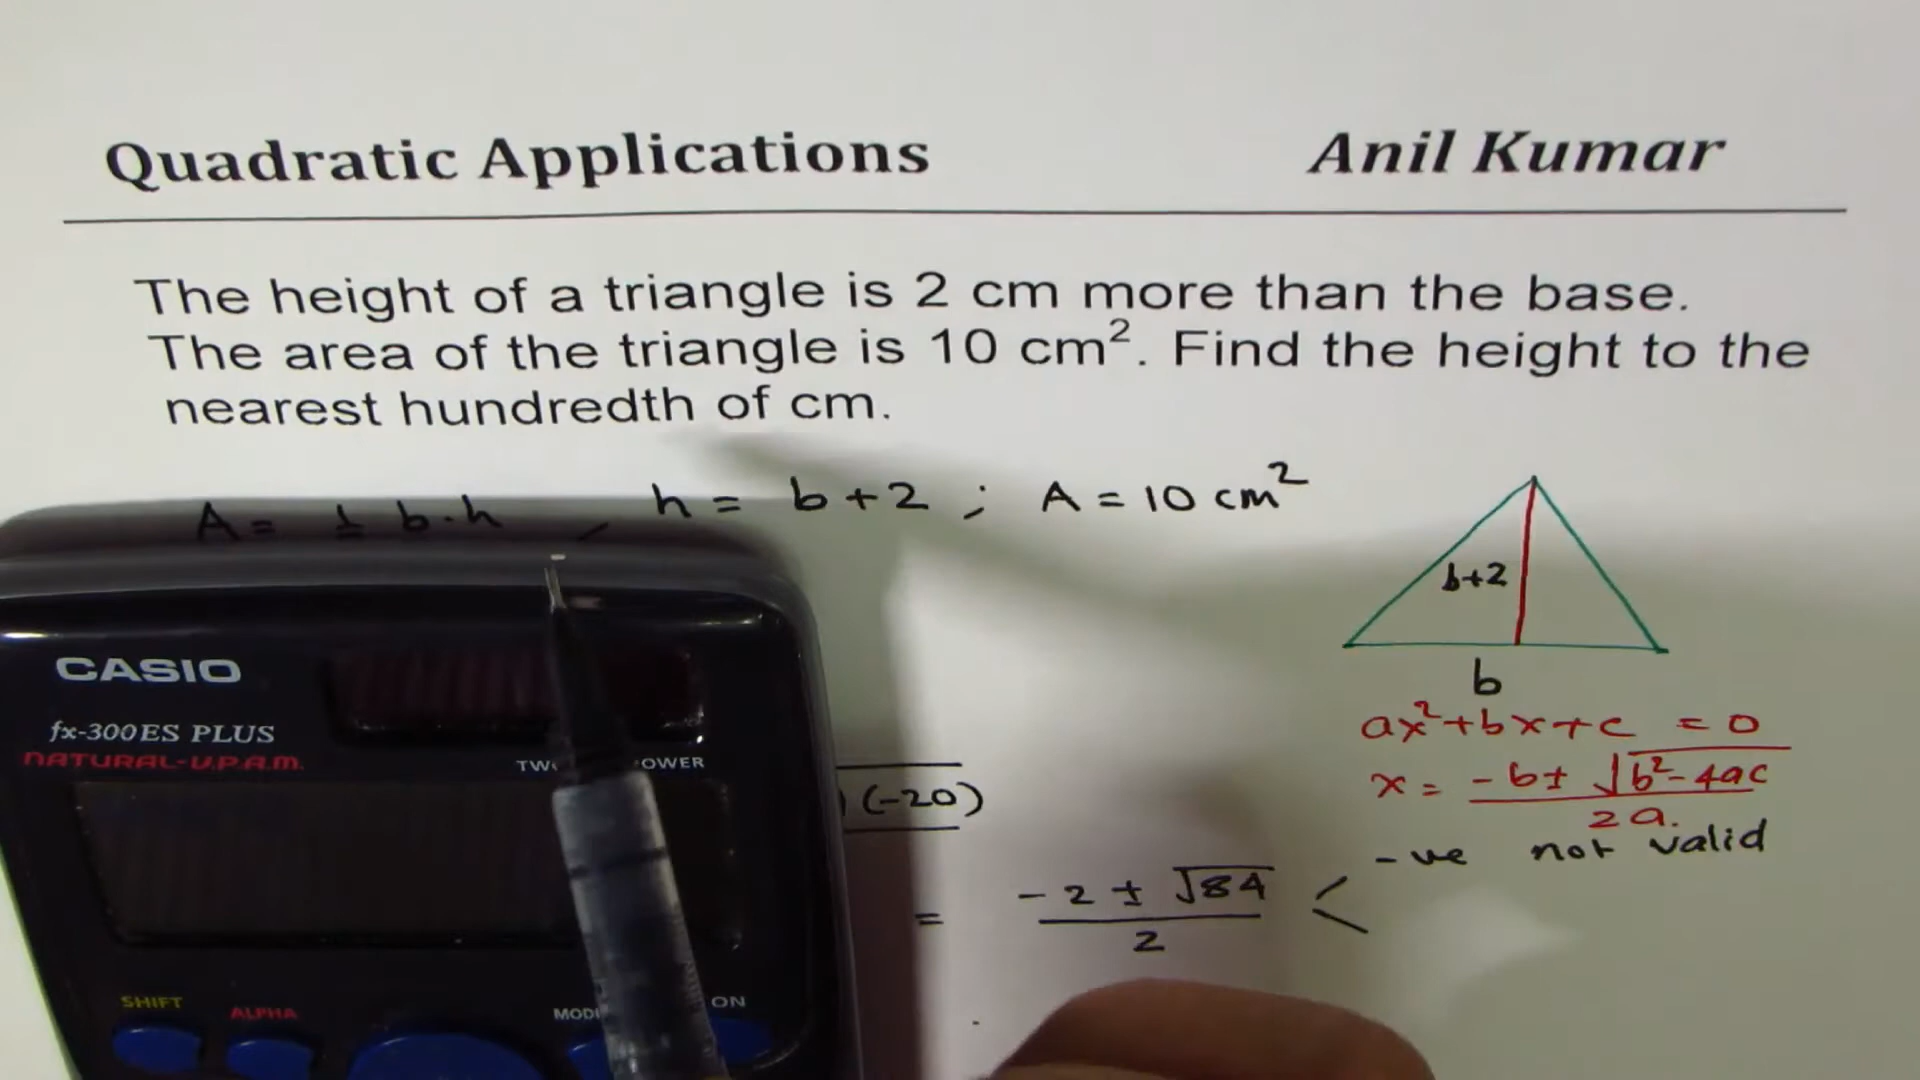 Quadratic Applications Anil Kumar
The height of a triangle is 2 cm more than the base.
The area of the triangle is 10 cm². Find the height to the
nearest hundredth of cm.
A = b·h , h = b+2 ; A = 10 cm²
b+2
b
CASIO
fx-300ES PLUS
NATURAL-V.P.A.M.
ax²+bx+c = 0
x = -b± √b²-4ac
2a.
) (-20)
-ve not valid
= -2 ± √84 <
2
SHIFT
ALPHA
ON